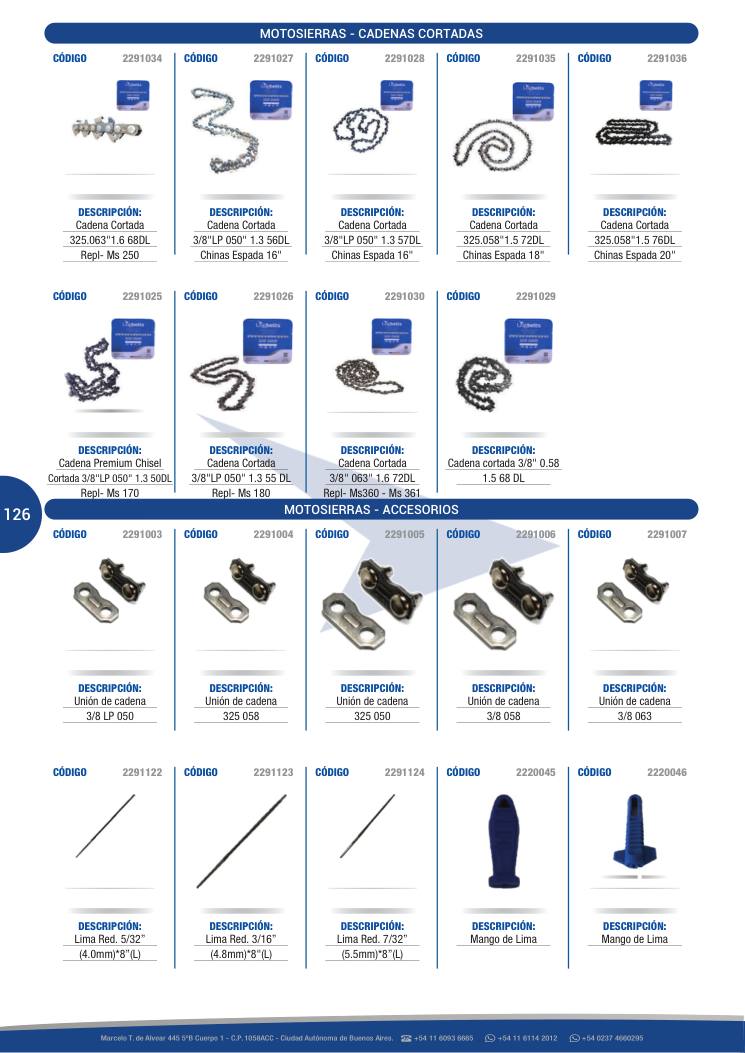 MOTOSIERRAS - CADENAS CORTADAS
CÓDIGO 2291034
DESCRIPCIÓN:
Cadena Cortada
325.063"1.6 68DL
Repl- Ms 250
CÓDIGO 2291027
DESCRIPCIÓN:
Cadena Cortada
3/8"LP 050" 1.3 56DL
Chinas Espada 16"
CÓDIGO 2291028
DESCRIPCIÓN:
Cadena Cortada
3/8"LP 050" 1.3 57DL
Chinas Espada 16"
CÓDIGO 2291035
DESCRIPCIÓN:
Cadena Cortada
325.058"1.5 72DL
Chinas Espada 18"
CÓDIGO 2291036
DESCRIPCIÓN:
Cadena Cortada
325.058"1.5 76DL
Chinas Espada 20"
CÓDIGO 2291025
DESCRIPCIÓN:
Cadena Premium Chisel
Cortada 3/8"LP 050" 1.3 50DL
Repl- Ms 170
CÓDIGO 2291026
DESCRIPCIÓN:
Cadena Cortada
3/8"LP 050" 1.3 55 DL
Repl- Ms 180
CÓDIGO 2291030
DESCRIPCIÓN:
Cadena Cortada
3/8" 063" 1.6 72DL
Repl- Ms360 - Ms 361
CÓDIGO 2291029
DESCRIPCIÓN:
Cadena cortada 3/8" 0.58
1.5 68 DL
126
MOTOSIERRAS - ACCESORIOS
CÓDIGO 2291003
DESCRIPCIÓN:
Unión de cadena
3/8 LP 050
CÓDIGO 2291004
DESCRIPCIÓN:
Unión de cadena
325 058
CÓDIGO 2291005
DESCRIPCIÓN:
Unión de cadena
325 050
CÓDIGO 2291006
DESCRIPCIÓN:
Unión de cadena
3/8 058
CÓDIGO 2291007
DESCRIPCIÓN:
Unión de cadena
3/8 063
CÓDIGO 2291122
DESCRIPCIÓN:
Lima Red. 5/32”
(4.0mm)*8”(L)
CÓDIGO 2291123
DESCRIPCIÓN:
Lima Red. 3/16”
(4.8mm)*8”(L)
CÓDIGO 2291124
DESCRIPCIÓN:
Lima Red. 7/32”
(5.5mm)*8”(L)
CÓDIGO 2220045
DESCRIPCIÓN:
Mango de Lima
CÓDIGO 2220046
DESCRIPCIÓN:
Mango de Lima
Marcelo T. de Alvear 445 5ºB Cuerpo 1 - C.P. 1058ACC - Ciudad Autónoma de Buenos Aires. +54 11 6093 6665 +54 11 6114 2012 +54 0237 4660295